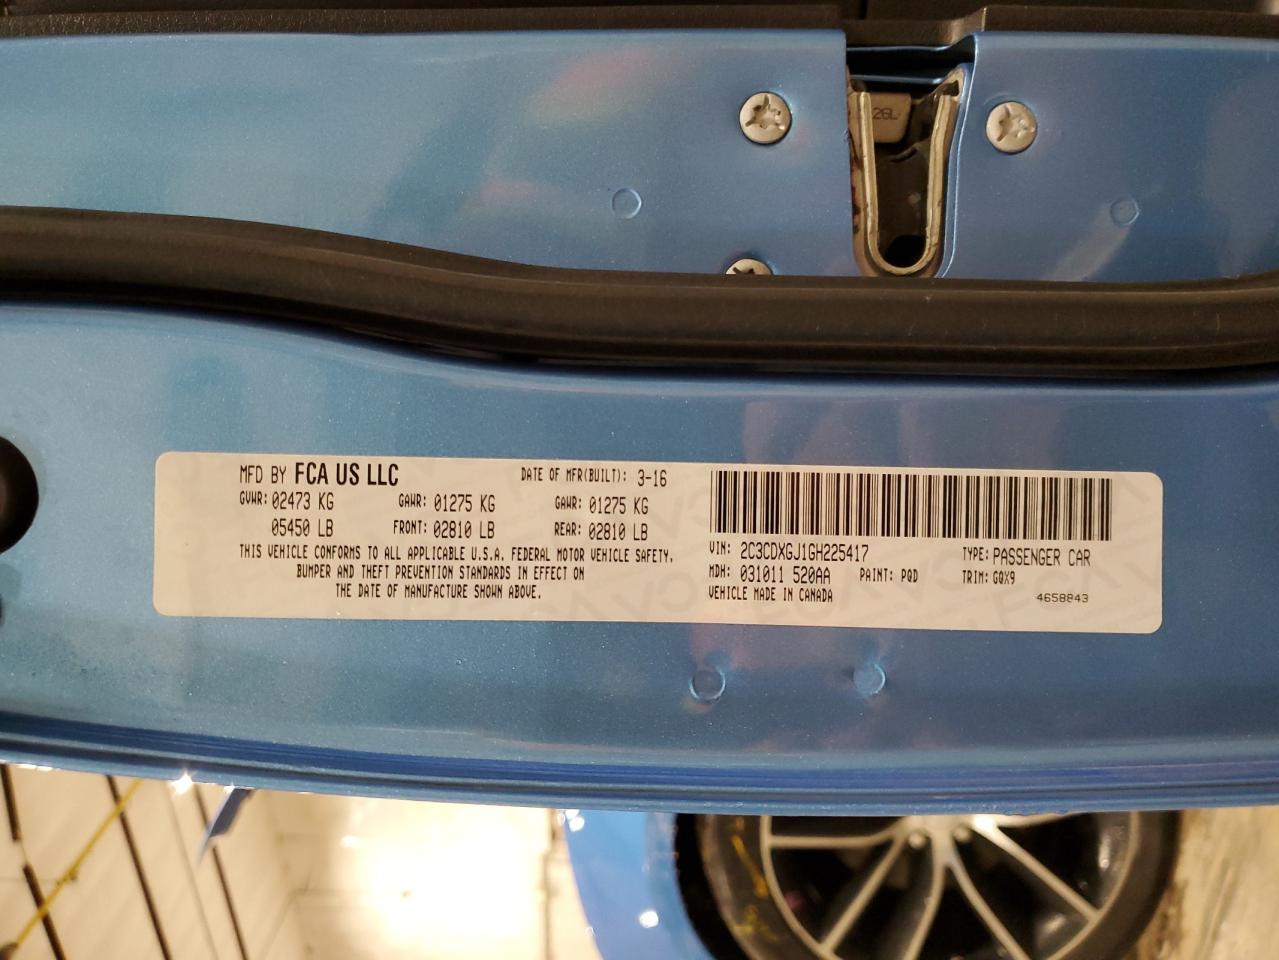 26L
MFD BY FCA US LLC DATE OF MFR(BUILT): 3-16
GVWR: 02473 KG GAWR: 01275 KG GAWR: 01275 KG
05450 LB FRONT: 02810 LB REAR: 02810 LB
THIS VEHICLE CONFORMS TO ALL APPLICABLE U.S.A. FEDERAL MOTOR VEHICLE SAFETY,
BUMPER AND THEFT PREVENTION STANDARDS IN EFFECT ON
THE DATE OF MANUFACTURE SHOWN ABOVE.
VIN: 2C3CDXGJ1GH225417 TYPE: PASSENGER CAR
MDH: 031011 520AA PAINT: PQD TRIM: GQX9
VEHICLE MADE IN CANADA 4658843